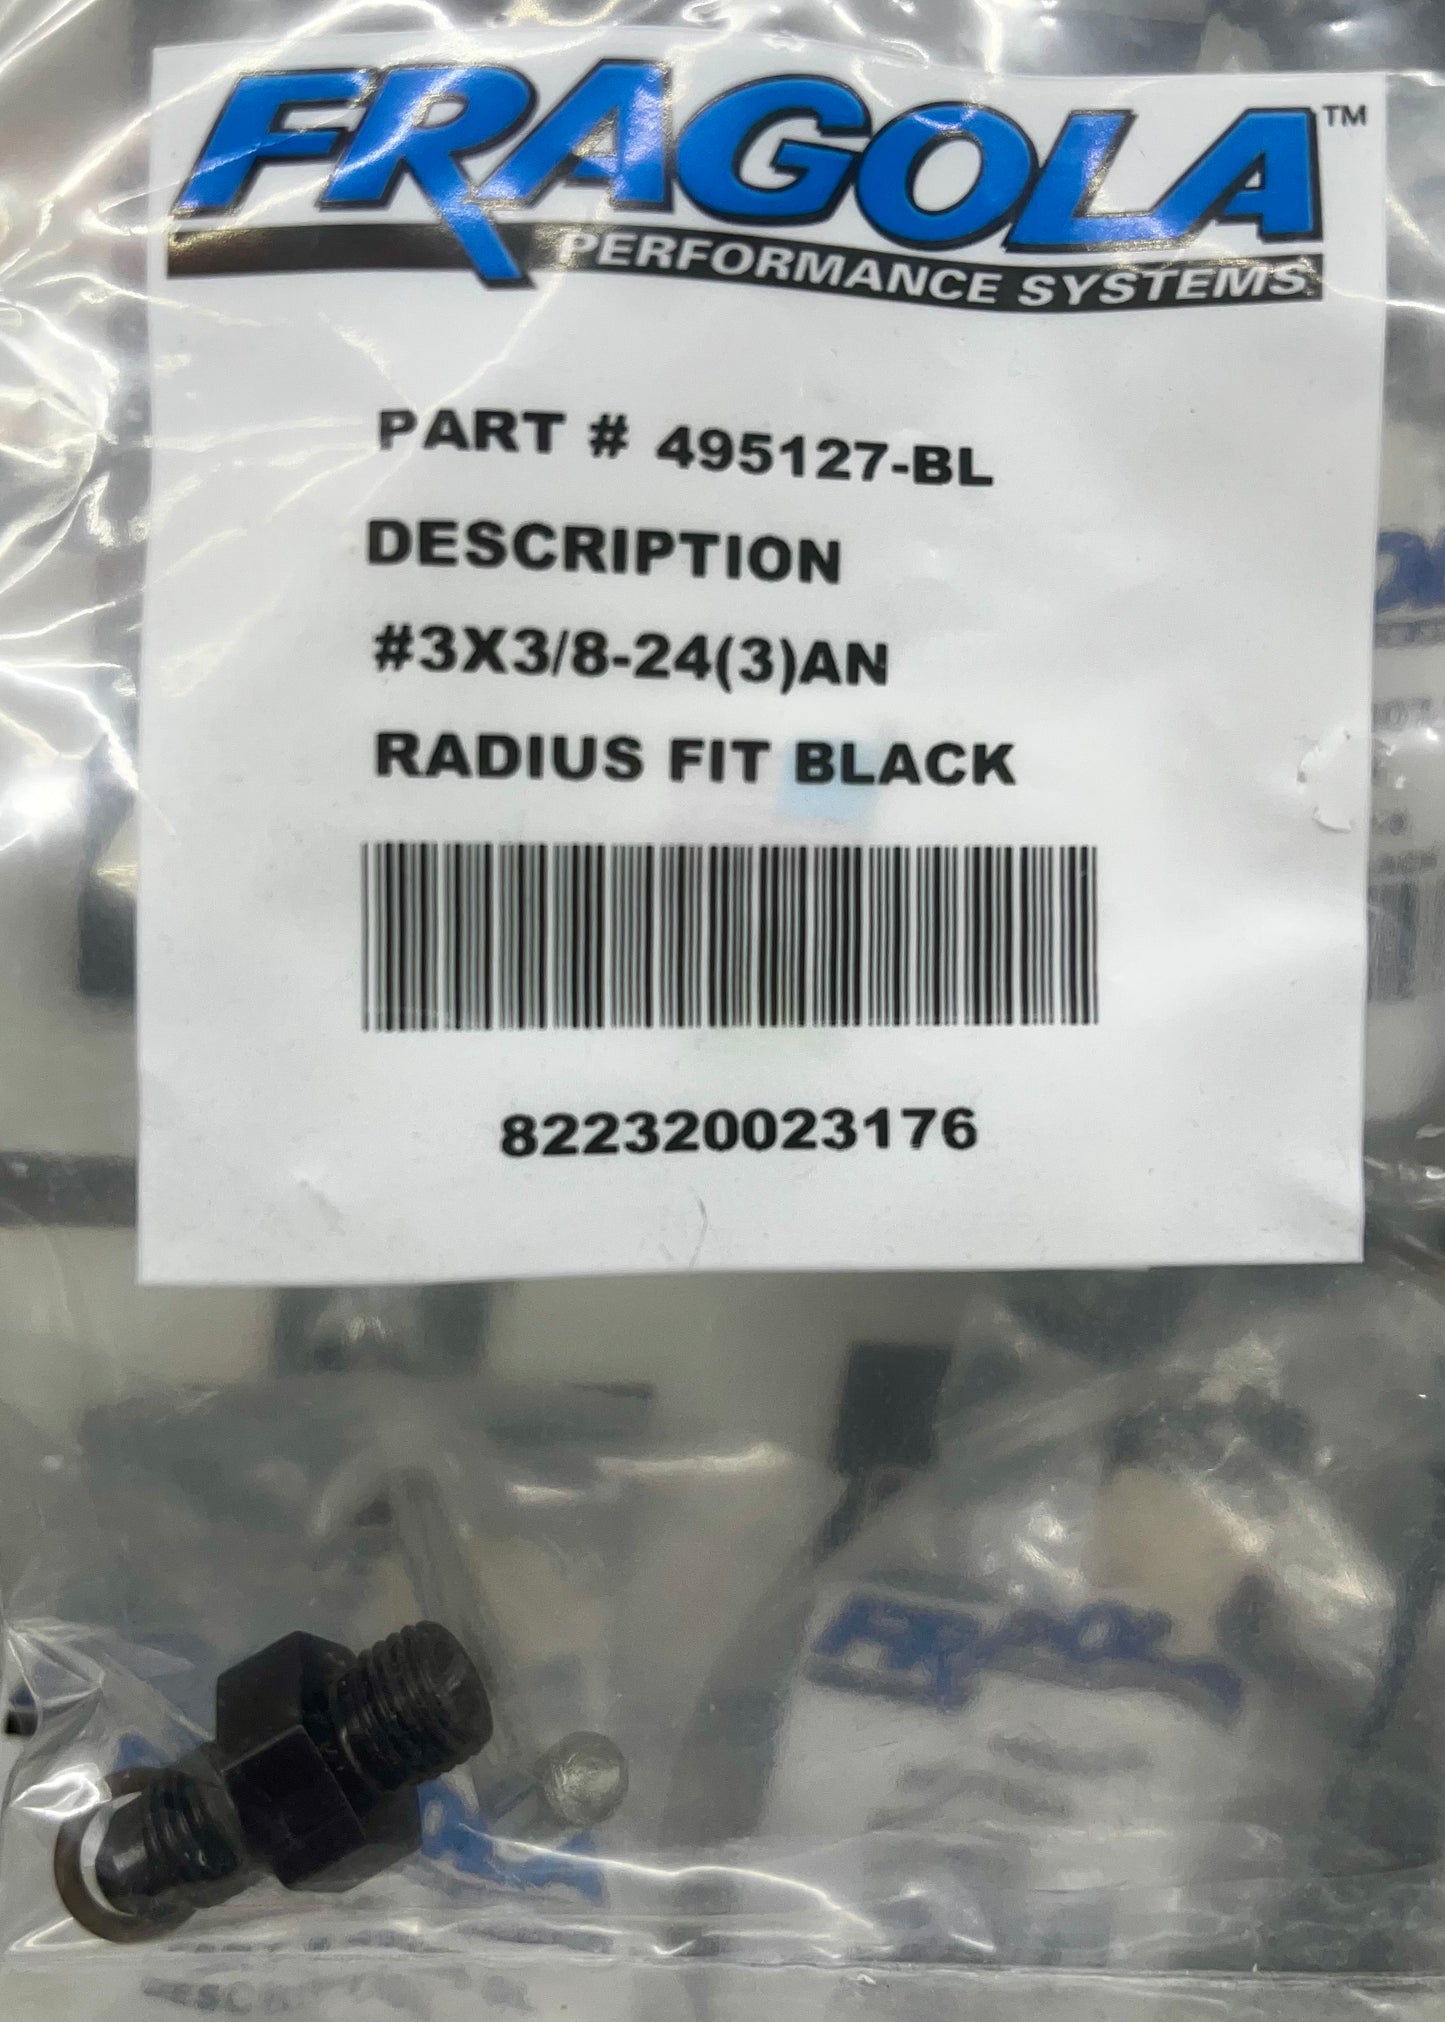 FRAGOLA™
PERFORMANCE SYSTEMS
PART # 495127-BL
DESCRIPTION
#3X3/8-24(3)AN
RADIUS FIT BLACK
822320023176